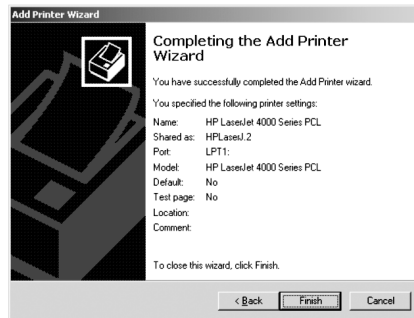 Add Printer Wizard
Completing the Add Printer
Wizard
You have successfully completed the Add Printer wizard.
You specified the following printer settings:
Name: HP LaserJet 4000 Series PCL
Shared as: HPLaserJ.2
Port: LPT1:
Model: HP LaserJet 4000 Series PCL
Default: No
Test page: No
Location:
Comment:
To close this wizard, click Finish.
< Back Finish Cancel